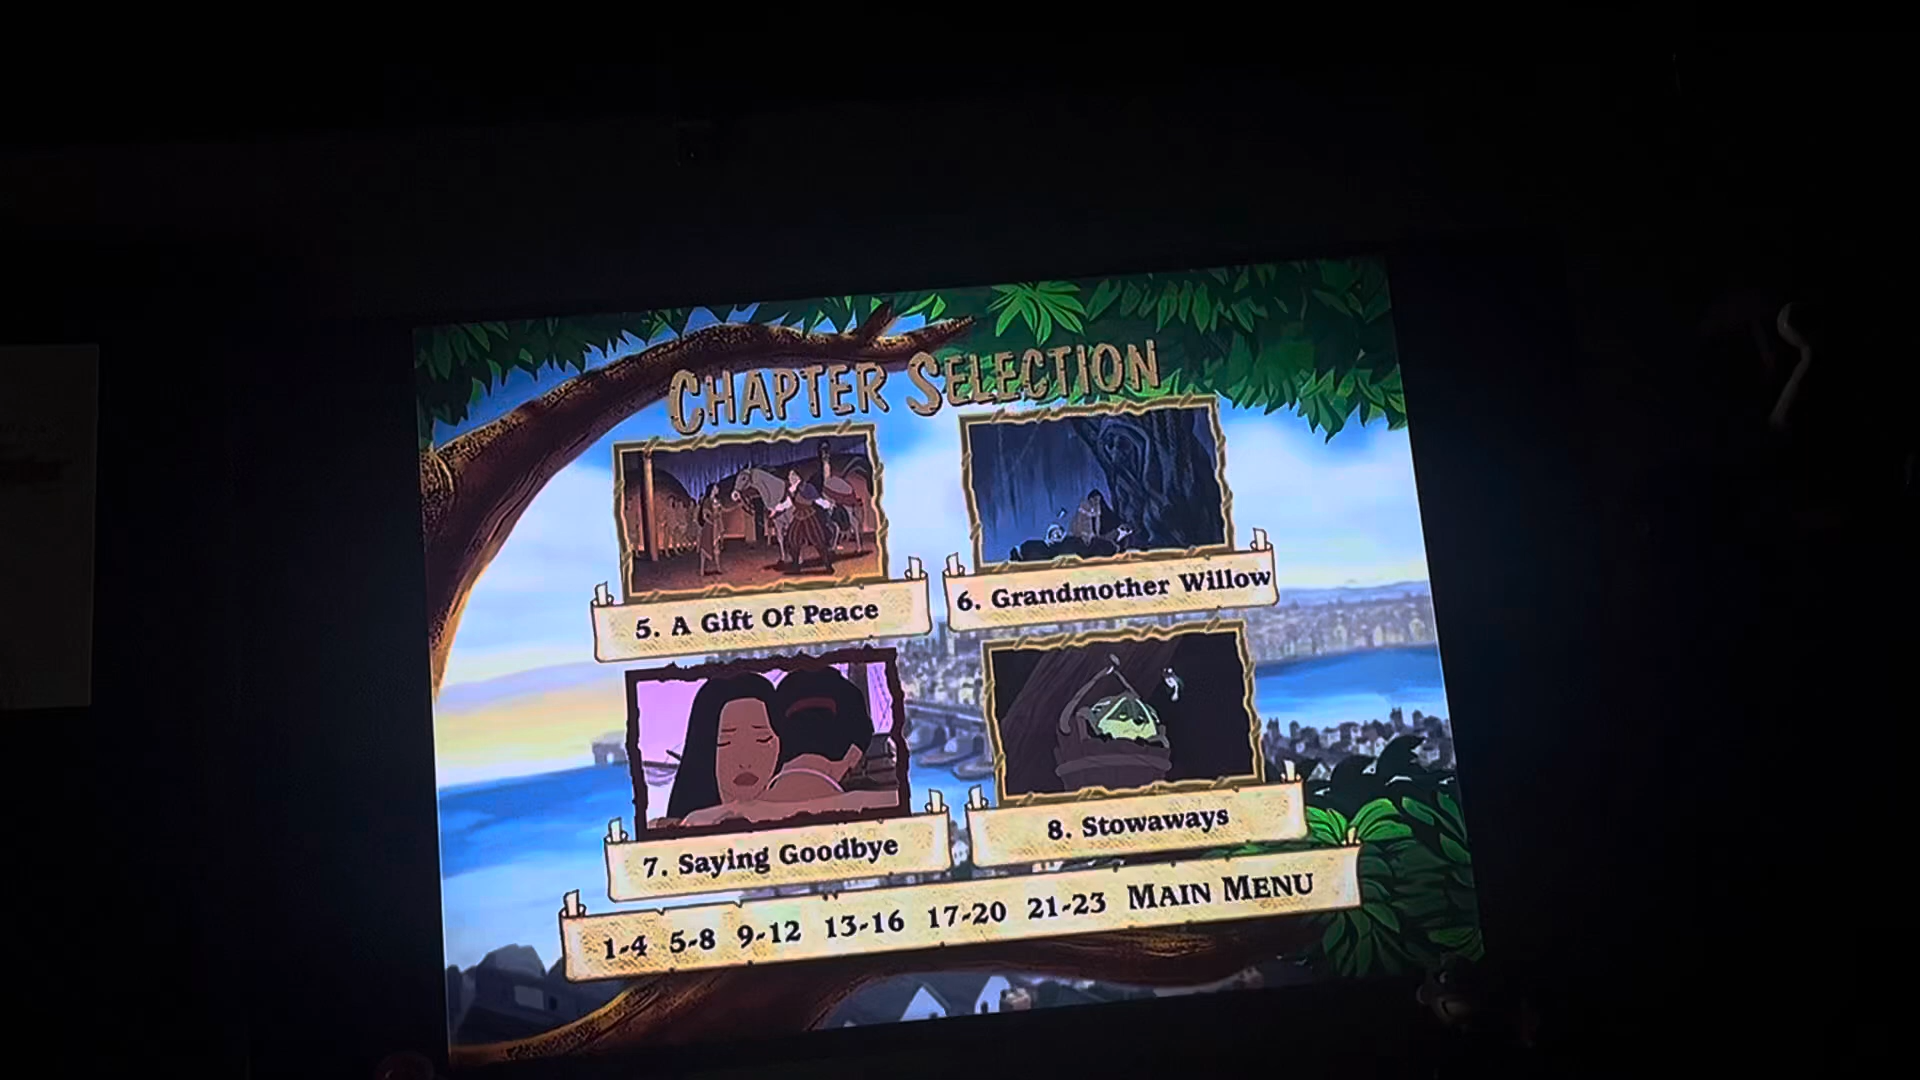 CHAPTER SELECTION
5. A Gift Of Peace
6. Grandmother Willow
7. Saying Goodbye
8. Stowaways
1-4 5-8 9-12 13-16 17-20 21-23 MAIN MENU